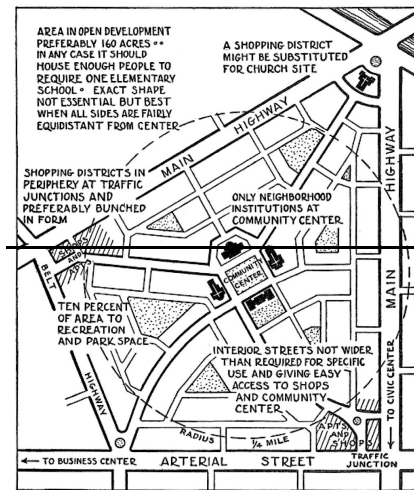 AREA IN OPEN DEVELOPMENT
PREFERABLY 160 ACRES • •
IN ANY CASE IT SHOULD
HOUSE ENOUGH PEOPLE TO
REQUIRE ONE ELEMENTARY
SCHOOL • EXACT SHAPE
NOT ESSENTIAL BUT BEST
WHEN ALL SIDES ARE FAIRLY
EQUIDISTANT FROM CENTER
A SHOPPING DISTRICT
MIGHT BE SUBSTITUTED
FOR CHURCH SITE
MAIN HIGHWAY
HIGHWAY
MAIN
SHOPPING DISTRICTS IN
PERIPHERY AT TRAFFIC
JUNCTIONS AND
PREFERABLY BUNCHED
IN FORM
ONLY NEIGHBORHOOD
INSTITUTIONS AT
COMMUNITY CENTER
SHOPS
AND
APTS
COMMUNITY
CENTER
BELT
HIGHWAY
TEN PERCENT
OF AREA TO
RECREATION
AND PARK SPACE
INTERIOR STREETS NOT WIDER
THAN REQUIRED FOR SPECIFIC
USE AND GIVING EASY
ACCESS TO SHOPS
AND COMMUNITY
CENTER
TO CIVIC CENTER
APTS
AND
SHOPS
RADIUS 1/4 MILE
TO BUSINESS CENTER
ARTERIAL STREET
TRAFFIC
JUNCTION